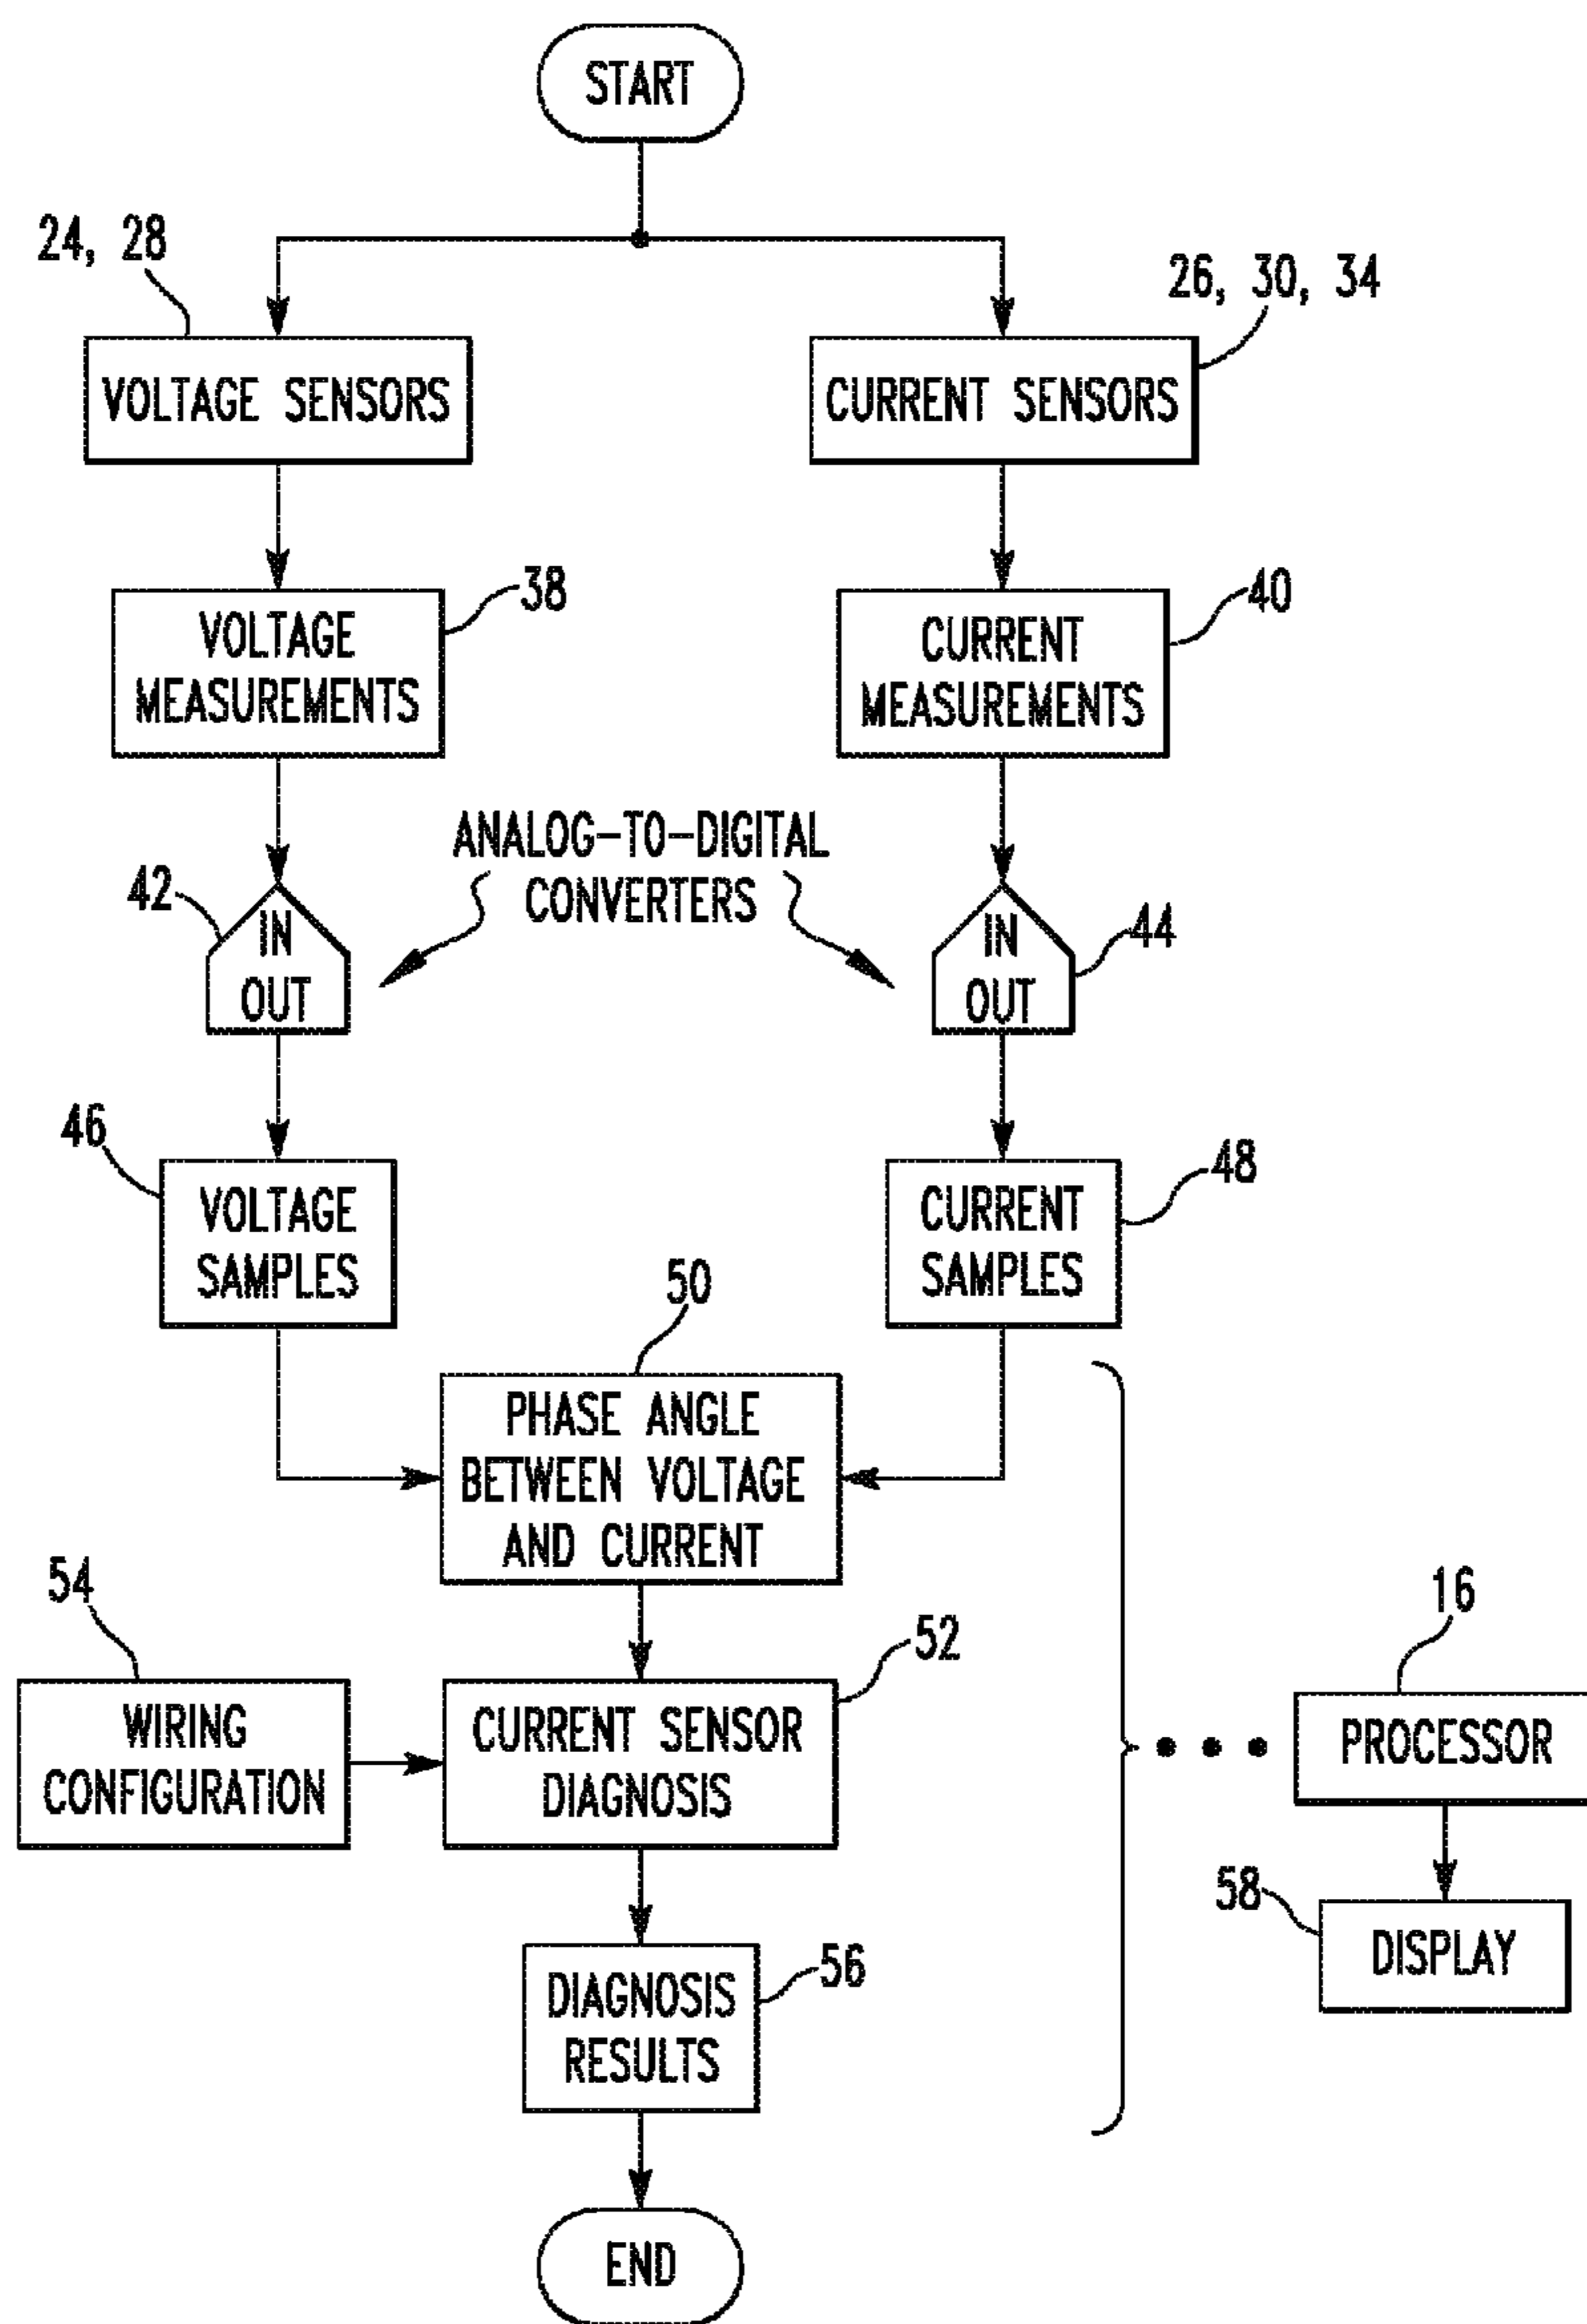 START
24, 28
26, 30, 34
VOLTAGE SENSORS
CURRENT SENSORS
38
VOLTAGE
MEASUREMENTS
40
CURRENT
MEASUREMENTS
ANALOG-TO-DIGITAL
CONVERTERS
42
IN
OUT
44
IN
OUT
46
VOLTAGE
SAMPLES
48
CURRENT
SAMPLES
50
PHASE ANGLE
BETWEEN VOLTAGE
AND CURRENT
54
WIRING
CONFIGURATION
52
CURRENT SENSOR
DIAGNOSIS
16
PROCESSOR
58
DISPLAY
56
DIAGNOSIS
RESULTS
END